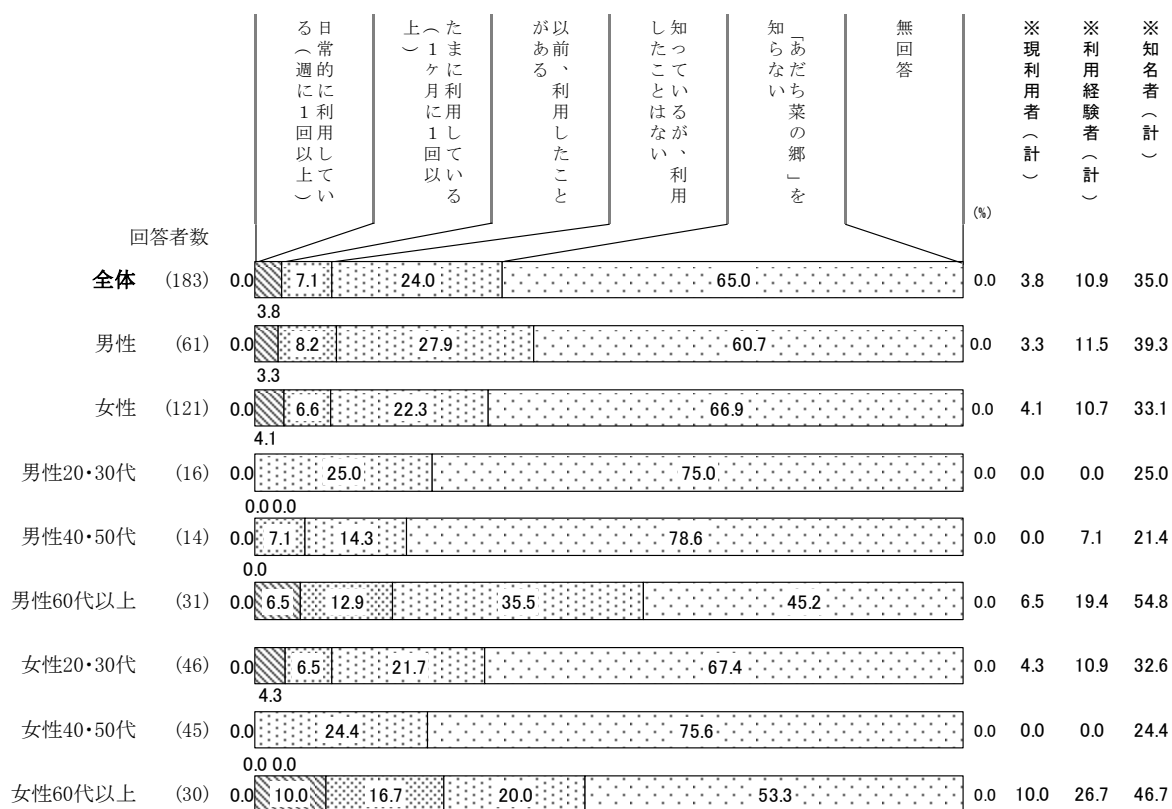 日常的に利用してい
る（週に１回以上）
たまに利用している
（１ヶ月に１回以
上）
以前、利用したこと
がある
知っているが、利用
したことはない
「あだち菜の郷」を
知らない
無回答
※現利用者（計）
※利用経験者（計）
※知名者（計）
(%)
回答者数
全体 (183) 0.0 7.1 24.0 65.0 0.0 3.8 10.9 35.0
3.8
男性 (61) 0.0 8.2 27.9 60.7 0.0 3.3 11.5 39.3
3.3
女性 (121) 0.0 6.6 22.3 66.9 0.0 4.1 10.7 33.1
4.1
男性20・30代 (16) 0.0 25.0 75.0 0.0 0.0 0.0 25.0
0.0 0.0
男性40・50代 (14) 0.0 7.1 14.3 78.6 0.0 0.0 7.1 21.4
0.0
男性60代以上 (31) 0.0 6.5 12.9 35.5 45.2 0.0 6.5 19.4 54.8
女性20・30代 (46) 0.0 6.5 21.7 67.4 0.0 4.3 10.9 32.6
4.3
女性40・50代 (45) 0.0 24.4 75.6 0.0 0.0 0.0 24.4
0.0 0.0
女性60代以上 (30) 0.0 10.0 16.7 20.0 53.3 0.0 10.0 26.7 46.7